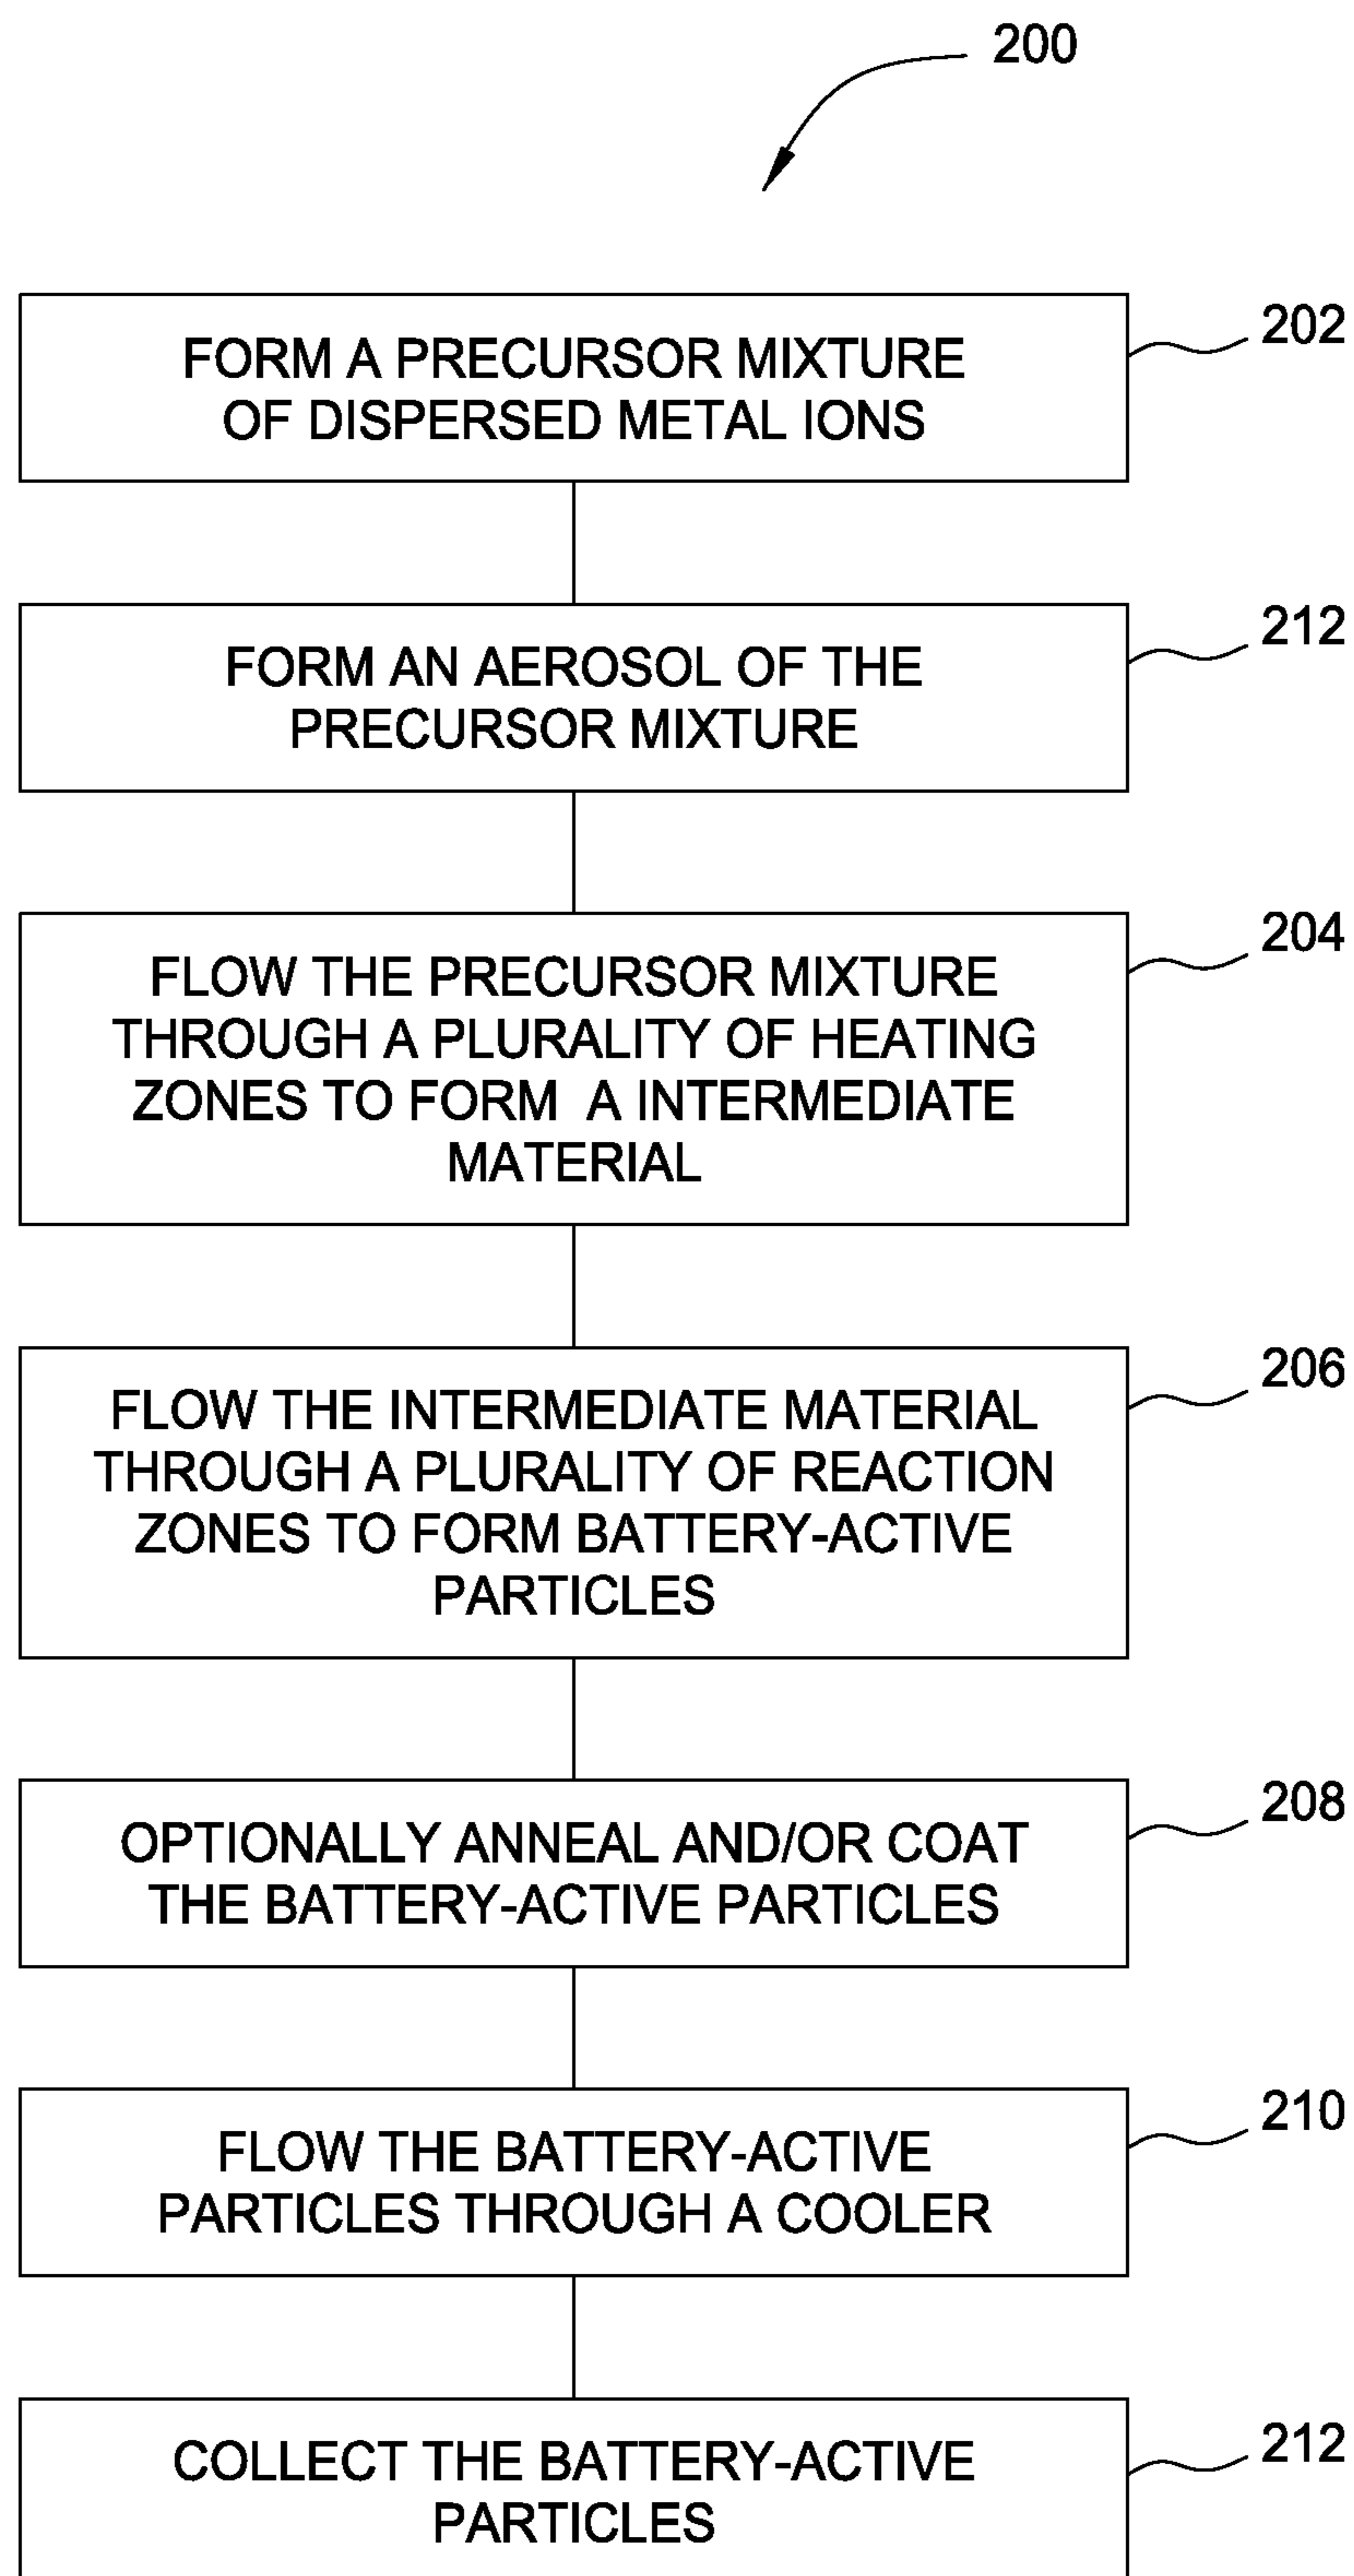 200
FORM A PRECURSOR MIXTURE
OF DISPERSED METAL IONS
202
FORM AN AEROSOL OF THE
PRECURSOR MIXTURE
212
FLOW THE PRECURSOR MIXTURE
THROUGH A PLURALITY OF HEATING
ZONES TO FORM A INTERMEDIATE
MATERIAL
204
FLOW THE INTERMEDIATE MATERIAL
THROUGH A PLURALITY OF REACTION
ZONES TO FORM BATTERY-ACTIVE
PARTICLES
206
OPTIONALLY ANNEAL AND/OR COAT
THE BATTERY-ACTIVE PARTICLES
208
FLOW THE BATTERY-ACTIVE
PARTICLES THROUGH A COOLER
210
COLLECT THE BATTERY-ACTIVE
PARTICLES
212